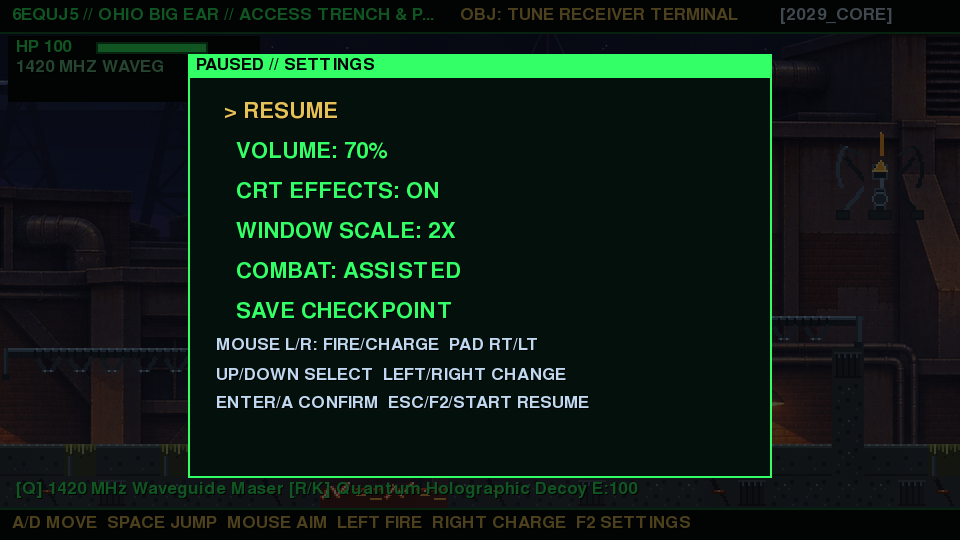 6EQUJ5 // OHIO BIG EAR // ACCESS TRENCH & P... OBJ: TUNE RECEIVER TERMINAL [2029_CORE]
HP 100
1420 MHZ WAVEG
PAUSED // SETTINGS
> RESUME
VOLUME: 70%
CRT EFFECTS: ON
WINDOW SCALE: 2X
COMBAT: ASSISTED
SAVE CHECKPOINT
MOUSE L/R: FIRE/CHARGE PAD RT/LT
UP/DOWN SELECT LEFT/RIGHT CHANGE
ENTER/A CONFIRM ESC/F2/START RESUME
[Q] 1420 MHz Waveguide Maser [R/K] Quantum Holographic Decoy E:100
A/D MOVE SPACE JUMP MOUSE AIM LEFT FIRE RIGHT CHARGE F2 SETTINGS